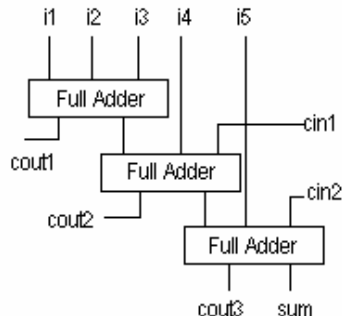 i1 i2 i3 i4 i5
Full Adder
cin1
cout1
Full Adder
cin2
cout2
Full Adder
cout3 sum